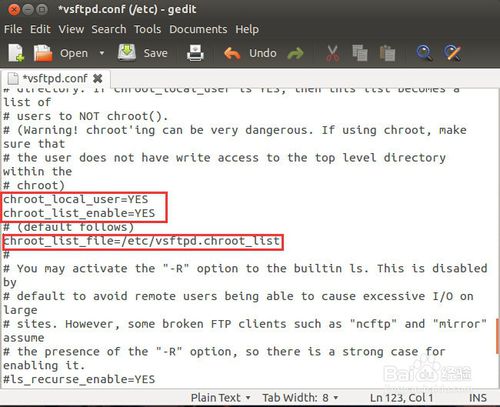 *vsftpd.conf (/etc) - gedit
File Edit View Search Tools Documents Help
Open Save Undo
*vsftpd.conf
# directory. If chroot_local_user is YES, then this list becomes a
list of
# users to NOT chroot().
# (Warning! chroot'ing can be very dangerous. If using chroot, make
sure that
# the user does not have write access to the top level directory
within the
# chroot)
chroot_local_user=YES
chroot_list_enable=YES
# (default follows)
chroot_list_file=/etc/vsftpd.chroot_list
#
# You may activate the "-R" option to the builtin ls. This is disabled
by
# default to avoid remote users being able to cause excessive I/O on
large
# sites. However, some broken FTP clients such as "ncftp" and "mirror"
assume
# the presence of the "-R" option, so there is a strong case for
enabling it.
#ls_recurse_enable=YES
Plain Text Tab Width: 8 Ln 123, Col 1 INS